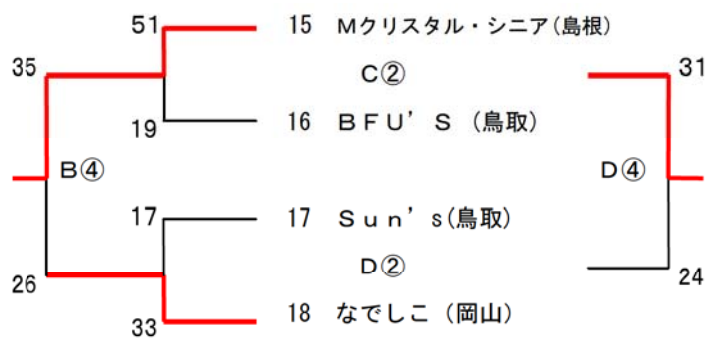 51 15 Mクリスタル・シニア(島根)
35 C② 31
19 16 BFU'S (鳥取)
B④ D④
17 17 Sun's(鳥取)
D②
26 24
33 18 なでしこ (岡山)